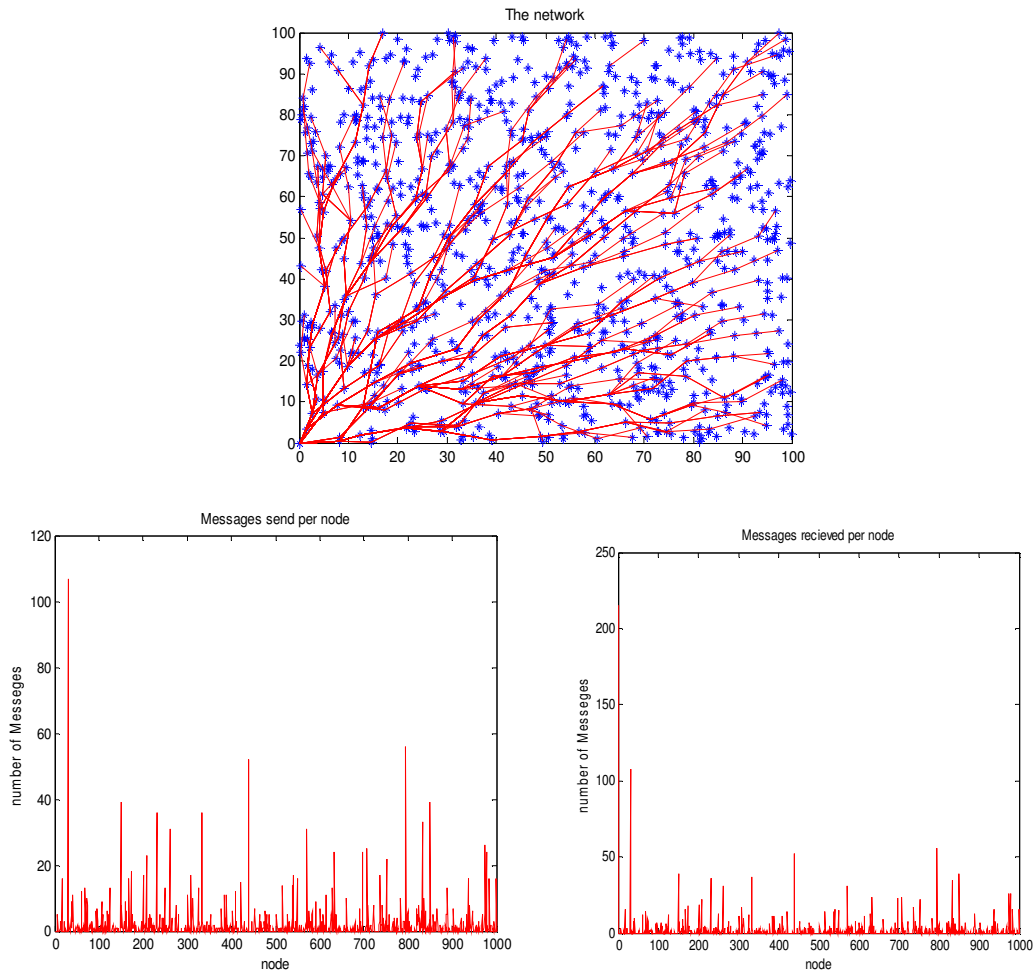 The network
100
90
80
70
60
50
40
30
20
10
0
0 10 20 30 40 50 60 70 80 90 100
Messages send per node
120
100
80
60
40
20
0
number of Messeges
0 100 200 300 400 500 600 700 800 900 1000
node
Messages recieved per node
250
200
150
100
50
0
number of Messeges
0 100 200 300 400 500 600 700 800 900 1000
node